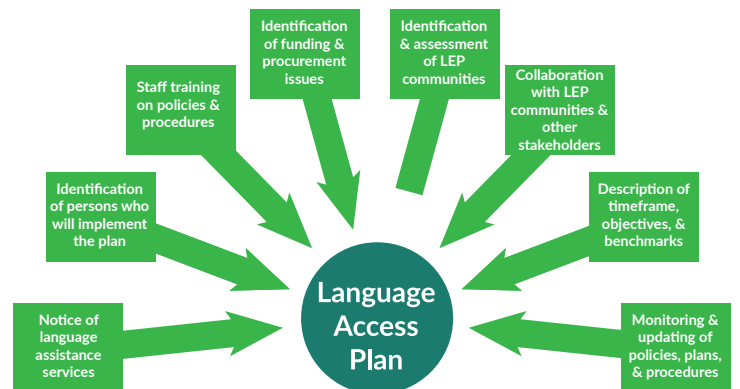 Identification
of funding &
procurement
issues
Identification
& assessment
of LEP
communities
Staff training
on policies &
procedures
Collaboration
with LEP
communities &
other
stakeholders
Identification
of persons who
will implement
the plan
Description of
timeframe,
objectives, &
benchmarks
Notice of
language
assistance
services
Language
Access
Plan
Monitoring &
updating of
policies, plans,
& procedures